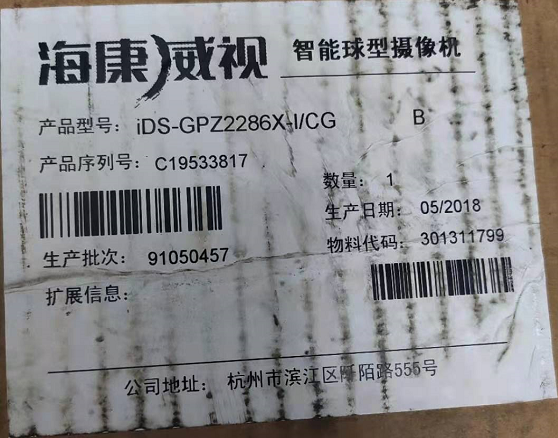 海康威视 智能球型摄像机
产品型号： iDS-GPZ2286X-I/CG B
产品序列号： C19533817
数量： 1
生产日期： 05/2018
生产批次： 91050457
物料代码： 301311799
扩展信息：
公司地址： 杭州市滨江区阡陌路555号